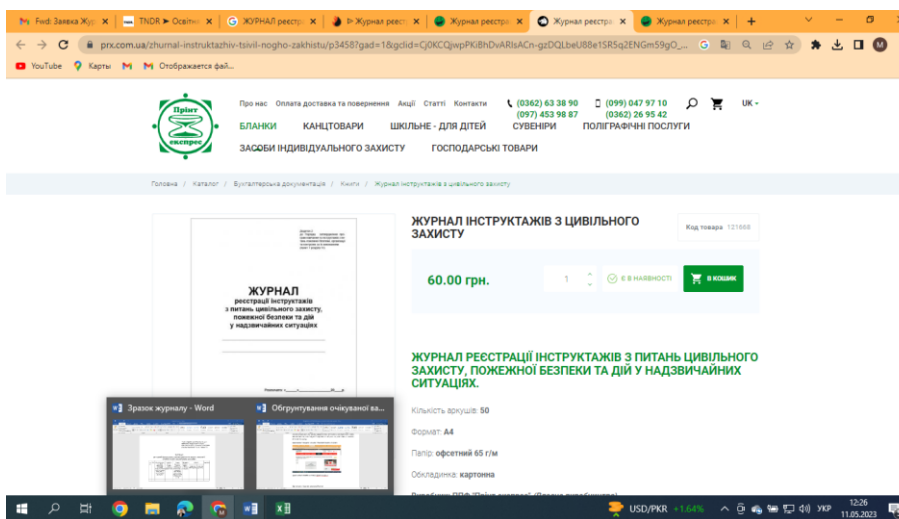 Fwd: Заявка Жур
TNDR ► Освітн
ЖУРНАЛ реєстр
ᐈ Журнал реєст
Журнал реєстра
Журнал реєстра
Журнал реєстра
prx.com.ua/zhurnal-instruktazhiv-tsivil-nogho-zakhistu/p3458?gad=1&gclid=Cj0KCQjwpPKiBhDvARIsACn-gzDQLbeU88e1SR5q2ENGm59gO_...
YouTube
Карты
Отображается фай...
Про нас Оплата доставка та повернення Акції Статті Контакти
(0362) 63 38 90
(099) 047 97 10
(097) 453 98 87
(0362) 26 95 42
UK
Прінт
експрес
БЛАНКИ КАНЦТОВАРИ ШКІЛЬНЕ - ДЛЯ ДІТЕЙ СУВЕНІРИ ПОЛІГРАФІЧНІ ПОСЛУГИ
ЗАСОБИ ІНДИВІДУАЛЬНОГО ЗАХИСТУ ГОСПОДАРСЬКІ ТОВАРИ
Головна / Каталог / Бухгалтерська документація / Книги / Журнал інструктажів з цивільного захисту
ЖУРНАЛ
реєстрації інструктажів
з питань цивільного захисту,
пожежної безпеки та дій
у надзвичайних ситуаціях
ЖУРНАЛ ІНСТРУКТАЖІВ З ЦИВІЛЬНОГО
ЗАХИСТУ
Код товара 121668
60.00 грн.
1
Є В НАЯВНОСТІ
В КОШИК
ЖУРНАЛ РЕЄСТРАЦІЇ ІНСТРУКТАЖІВ З ПИТАНЬ ЦИВІЛЬНОГО
ЗАХИСТУ, ПОЖЕЖНОЇ БЕЗПЕКИ ТА ДІЙ У НАДЗВИЧАЙНИХ
СИТУАЦІЯХ.
Кількість аркушів: 50
Формат: А4
Папір: офсетний 65 г/м
Обкладинка: картонна
Зразок журналу - Word
Обгрунтування очікуваної ва...
USD/PKR +1.64%
УКР
12:26
11.05.2023